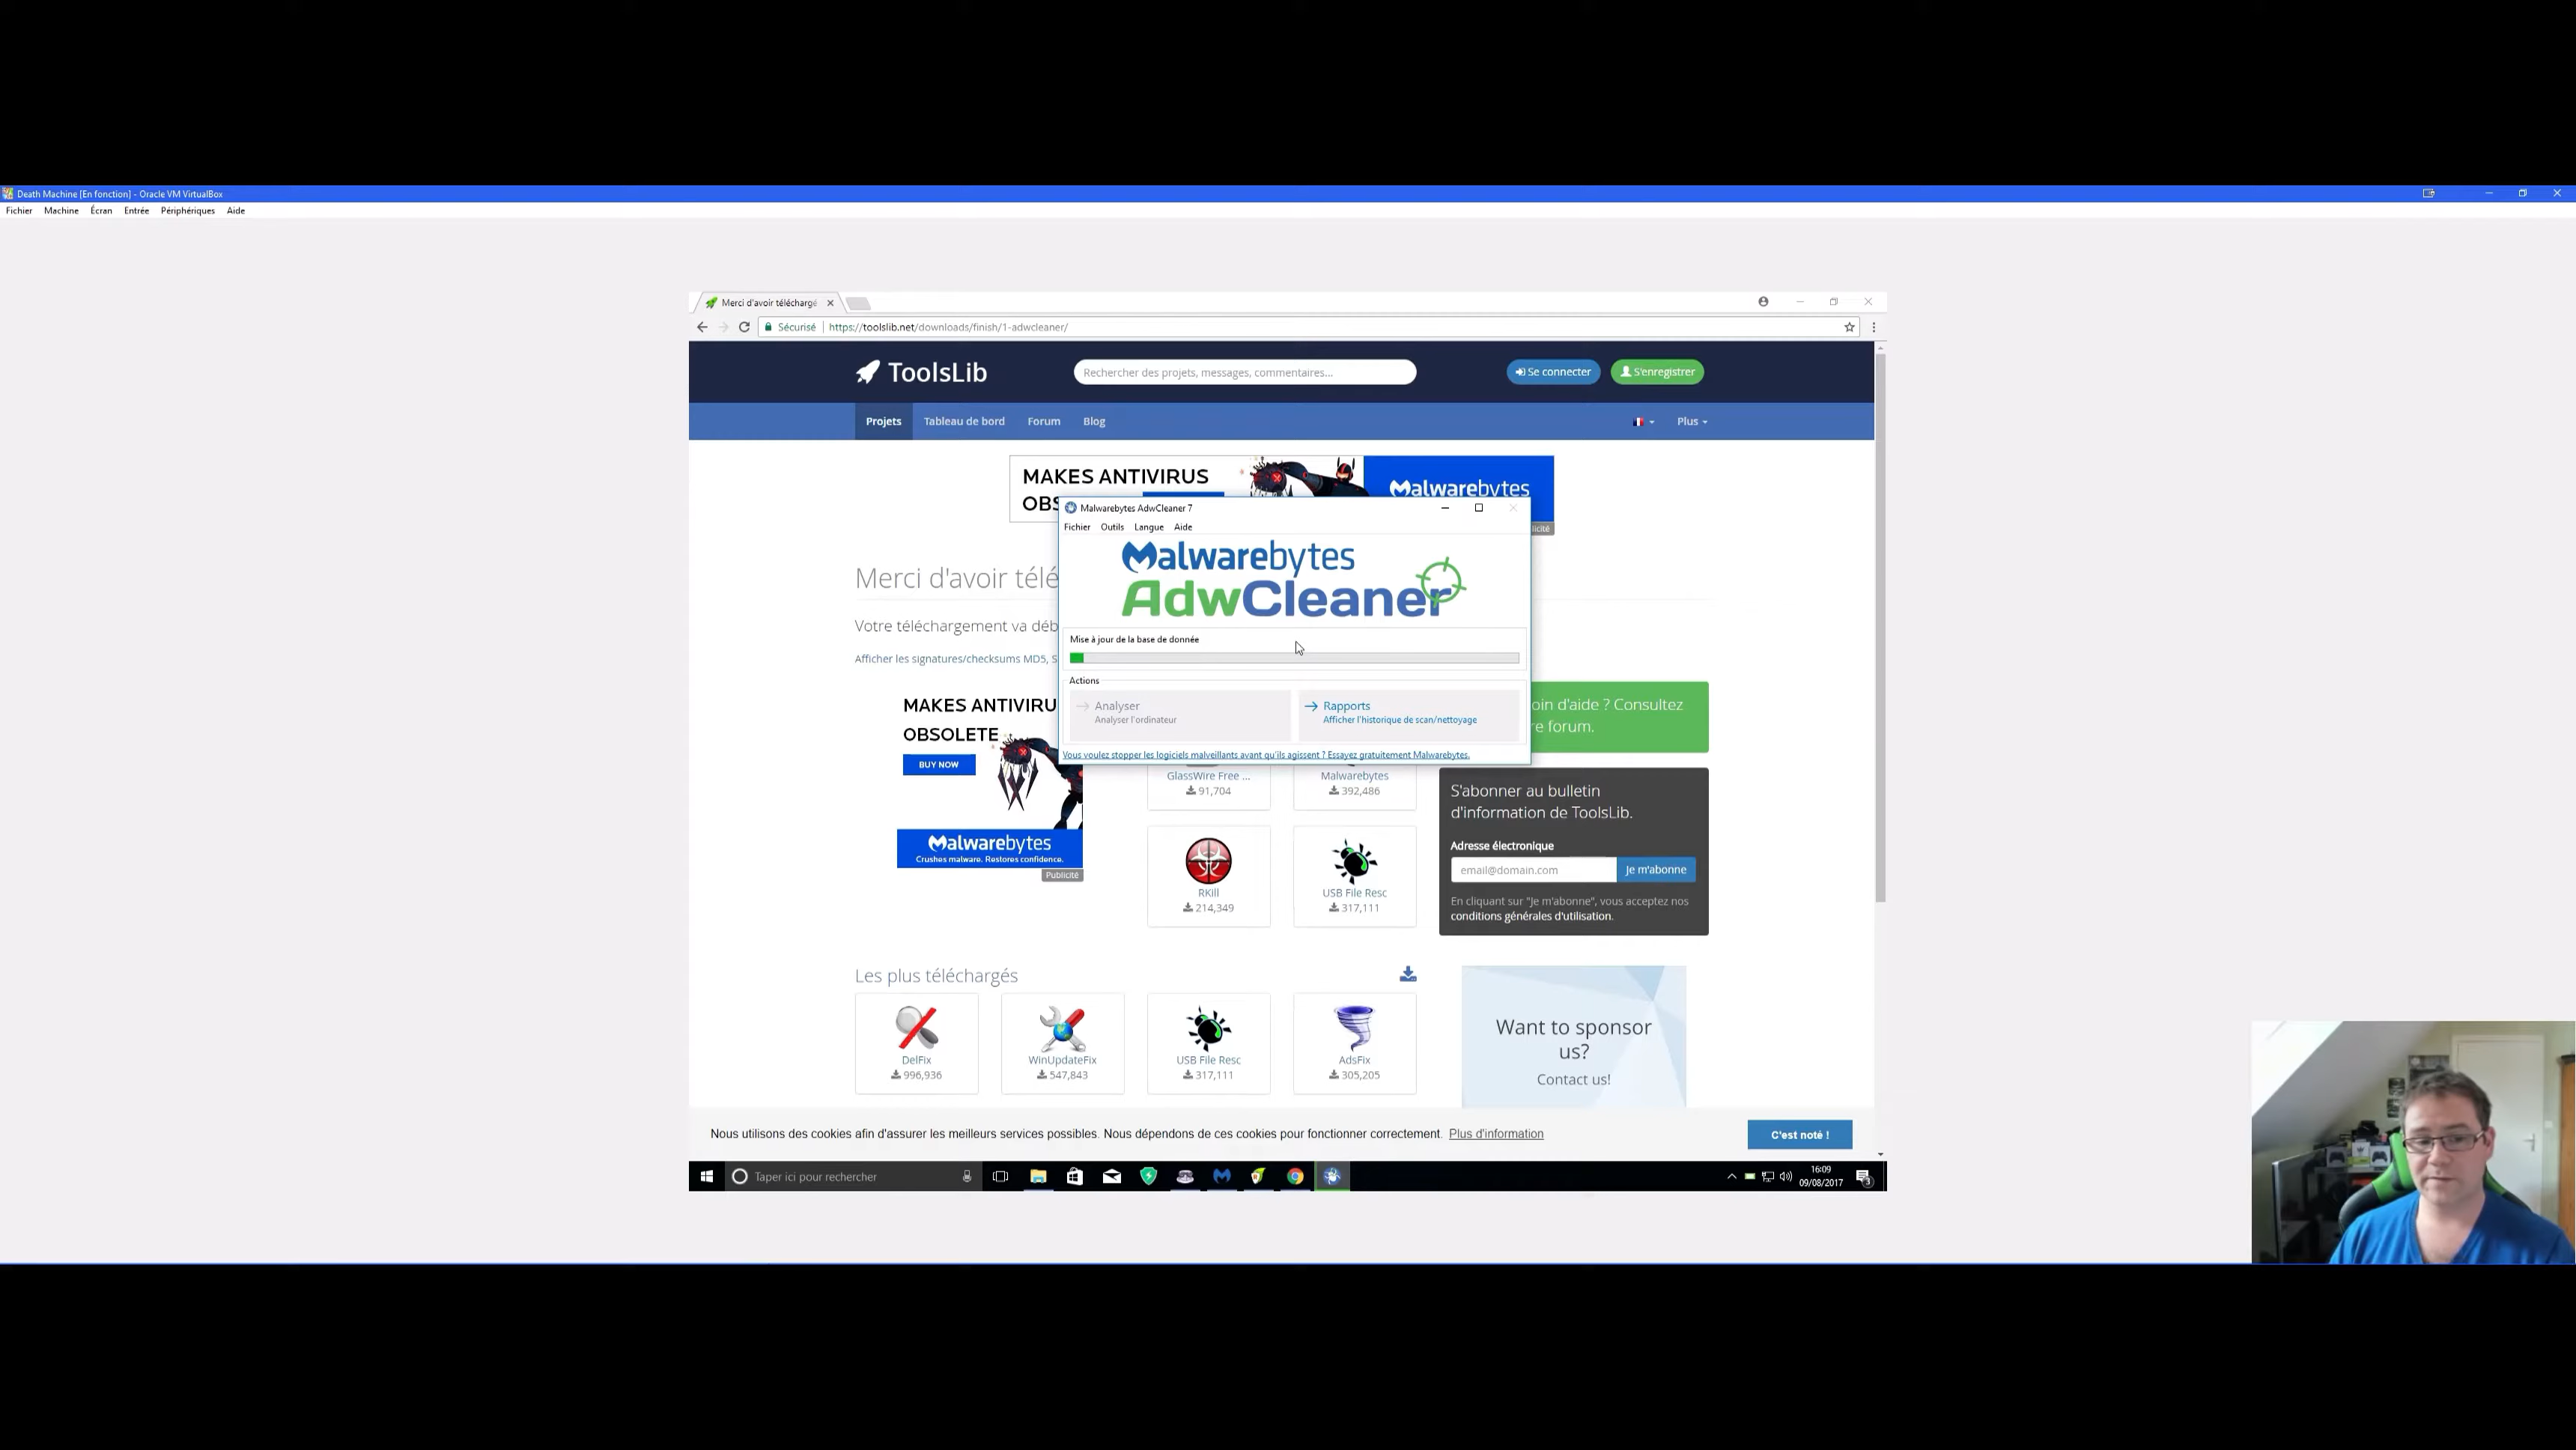 Death Machine [En fonction] - Oracle VM VirtualBox
Fichier Machine Écran Entrée Périphériques Aide
Merci d'avoir téléchargé
Sécurisé https://toolslib.net/downloads/finish/1-adwcleaner/
ToolsLib
Rechercher des projets, messages, commentaires...
Se connecter
S'enregistrer
Projets Tableau de bord Forum Blog
Plus
MAKES ANTIVIRUS
OBS
Malwarebytes
licité
Merci d'avoir télé
Votre téléchargement va déb
Afficher les signatures/checksums MD5, S
Malwarebytes AdwCleaner 7
Fichier Outils Langue Aide
Malwarebytes
AdwCleaner
Mise à jour de la base de donnée
Actions
Analyser
Analyser l'ordinateur
Rapports
Afficher l'historique de scan/nettoyage
Vous voulez stopper les logiciels malveillants avant qu'ils agissent ? Essayez gratuitement Malwarebytes.
MAKES ANTIVIRU
OBSOLETE
BUY NOW
Malwarebytes
Crushes malware. Restores confidence.
Publicité
GlassWire Free ...
91,704
Malwarebytes
392,486
RKill
214,349
USB File Resc
317,111
oin d'aide ? Consultez
re forum.
S'abonner au bulletin
d'information de ToolsLib.
Adresse électronique
email@domain.com
Je m'abonne
En cliquant sur "Je m'abonne", vous acceptez nos
conditions générales d'utilisation.
Les plus téléchargés
DelFix
996,936
WinUpdateFix
547,843
USB File Resc
317,111
AdsFix
305,205
Want to sponsor
us?
Contact us!
Nous utilisons des cookies afin d'assurer les meilleurs services possibles. Nous dépendons de ces cookies pour fonctionner correctement. Plus d'information
C'est noté !
Taper ici pour rechercher
16:09
09/08/2017
3